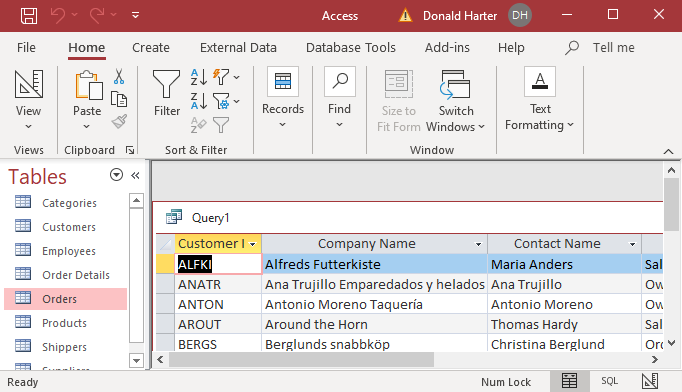 Access
Donald Harter
DH
File Home Create External Data Database Tools Add-ins Help Tell me
View
Views
Paste
Clipboard
Filter
Sort & Filter
Records
Find
Size to
Fit Form
Switch
Windows
Window
Text
Formatting
Tables
Categories
Customers
Employees
Order Details
Orders
Products
Shippers
Query1
Customer I Company Name Contact Name
ALFKI Alfreds Futterkiste Maria Anders Sal
ANATR Ana Trujillo Emparedados y helados Ana Trujillo Ow
ANTON Antonio Moreno Taquería Antonio Moreno Ow
AROUT Around the Horn Thomas Hardy Sal
BERGS Berglunds snabbköp Christina Berglund Ord
Ready
Num Lock
SQL